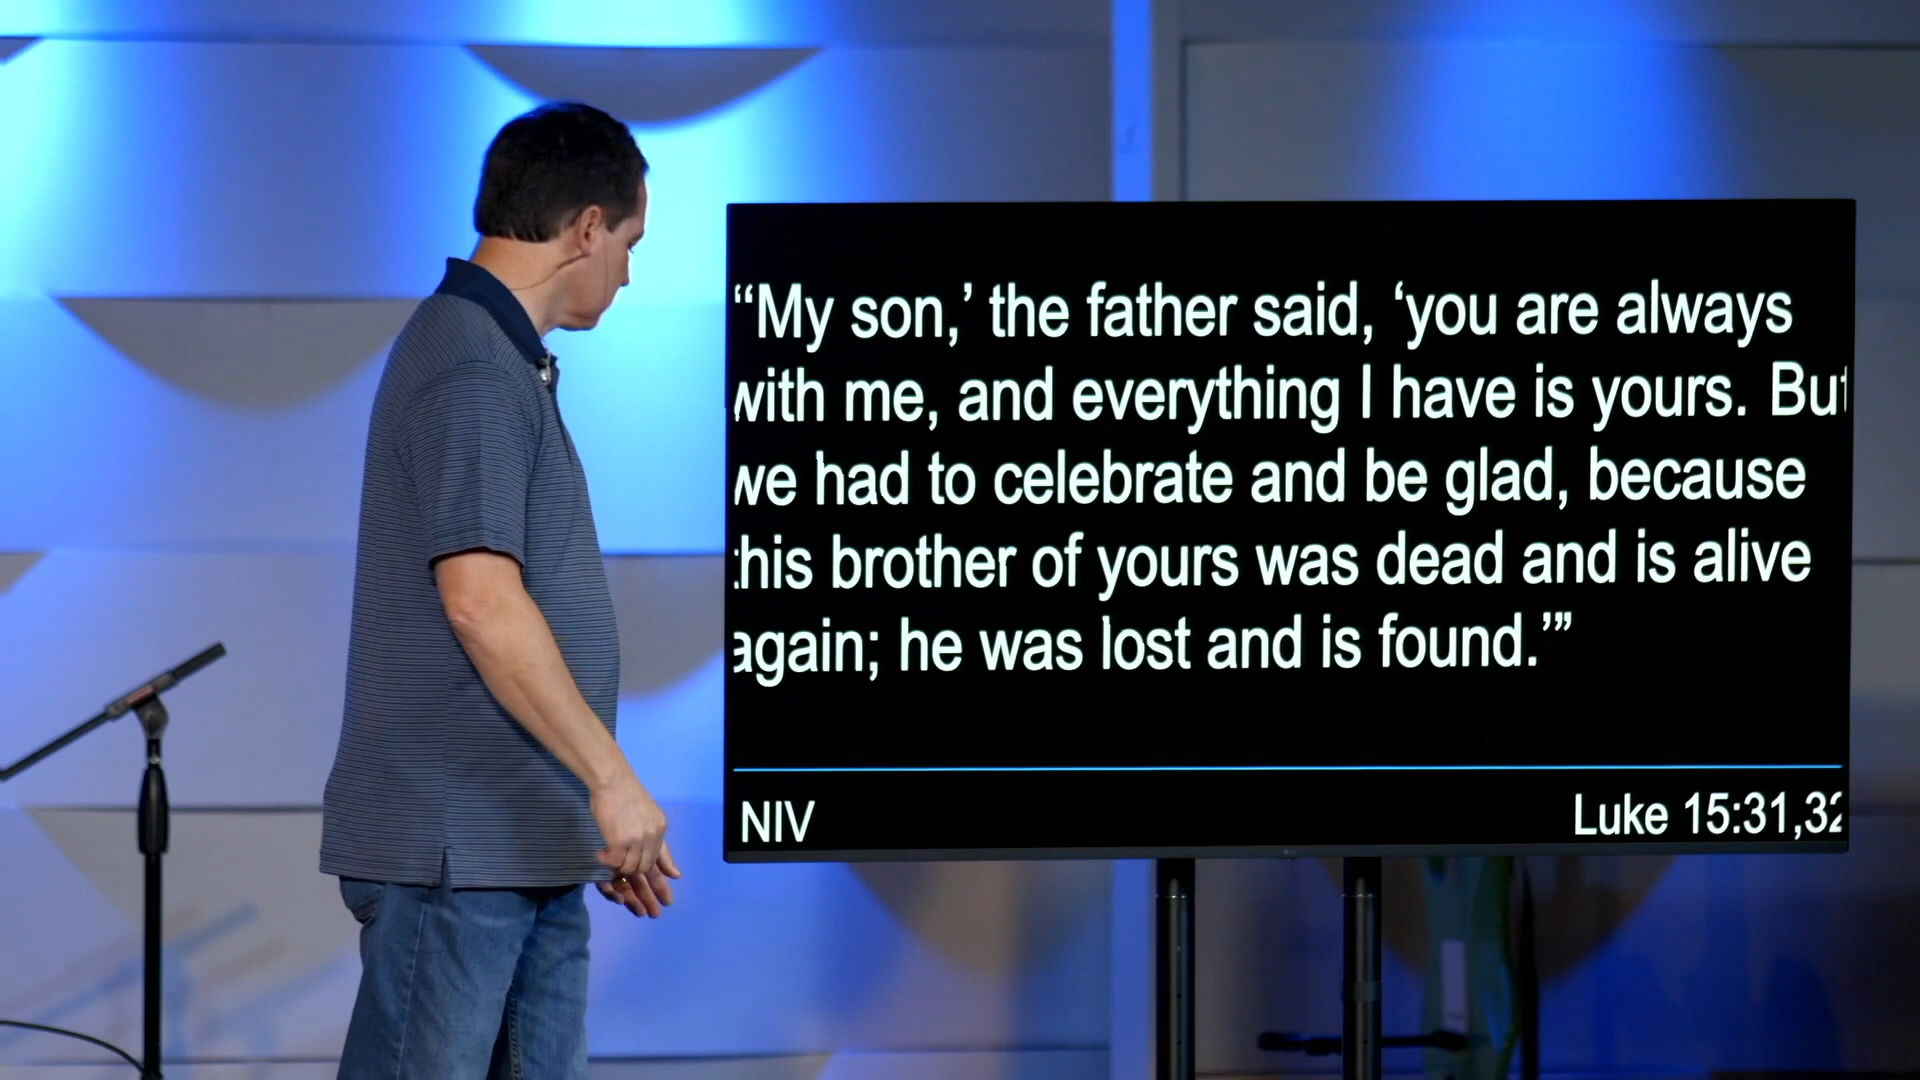 “My son,’ the father said, ‘you are always
with me, and everything I have is yours. But
we had to celebrate and be glad, because
this brother of yours was dead and is alive
again; he was lost and is found.’”
NIV
Luke 15:31,32